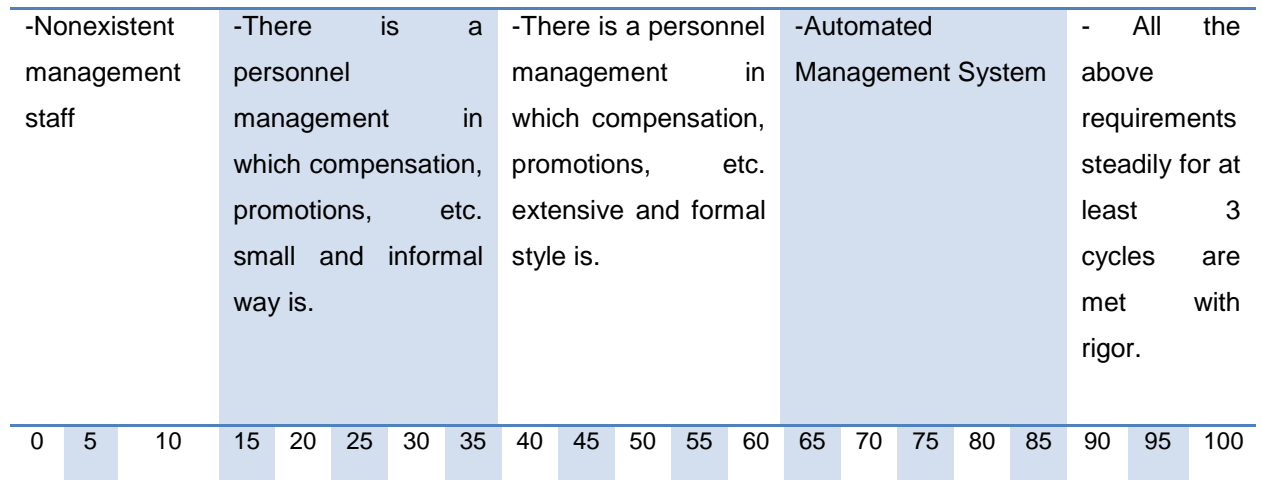 -Nonexistent
management
staff
-There is a
personnel
management in
which compensation,
promotions, etc.
small and informal
way is.
-There is a personnel
management in
which compensation,
promotions, etc.
extensive and formal
style is.
-Automated
Management System
- All the
above
requirements
steadily for at
least 3
cycles are
met with
rigor.
0 5 10 15 20 25 30 35 40 45 50 55 60 65 70 75 80 85 90 95 100